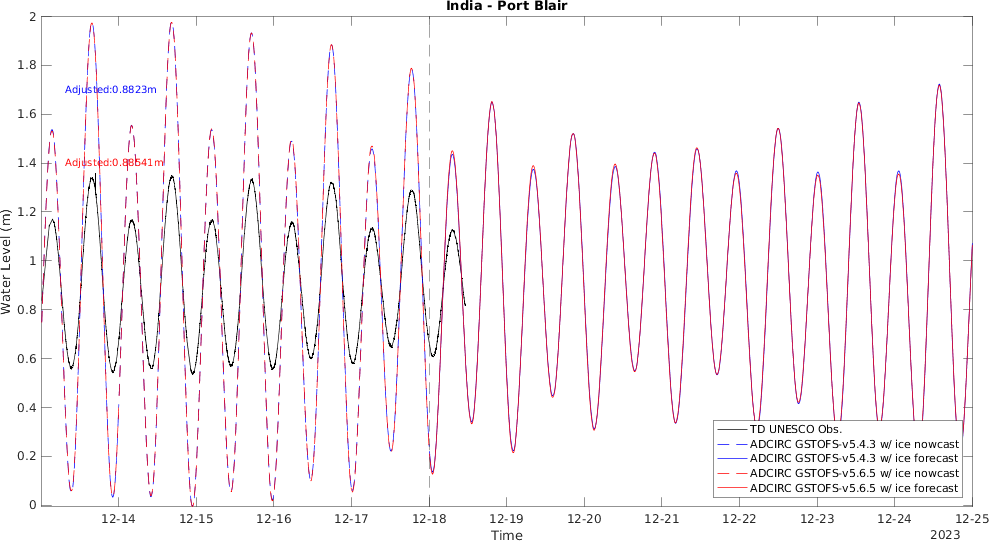 India - Port Blair
2
1.8
1.6
1.4
1.2
1
0.8
0.6
0.4
0.2
0
Water Level (m)
Adjusted:0.8823m
Adjusted:0.88541m
TD UNESCO Obs.
ADCIRC GSTOFS-v5.4.3 w/ ice nowcast
ADCIRC GSTOFS-v5.4.3 w/ ice forecast
ADCIRC GSTOFS-v5.6.5 w/ ice nowcast
ADCIRC GSTOFS-v5.6.5 w/ ice forecast
12-14 12-15 12-16 12-17 12-18 12-19 12-20 12-21 12-22 12-23 12-24 12-25
Time
2023